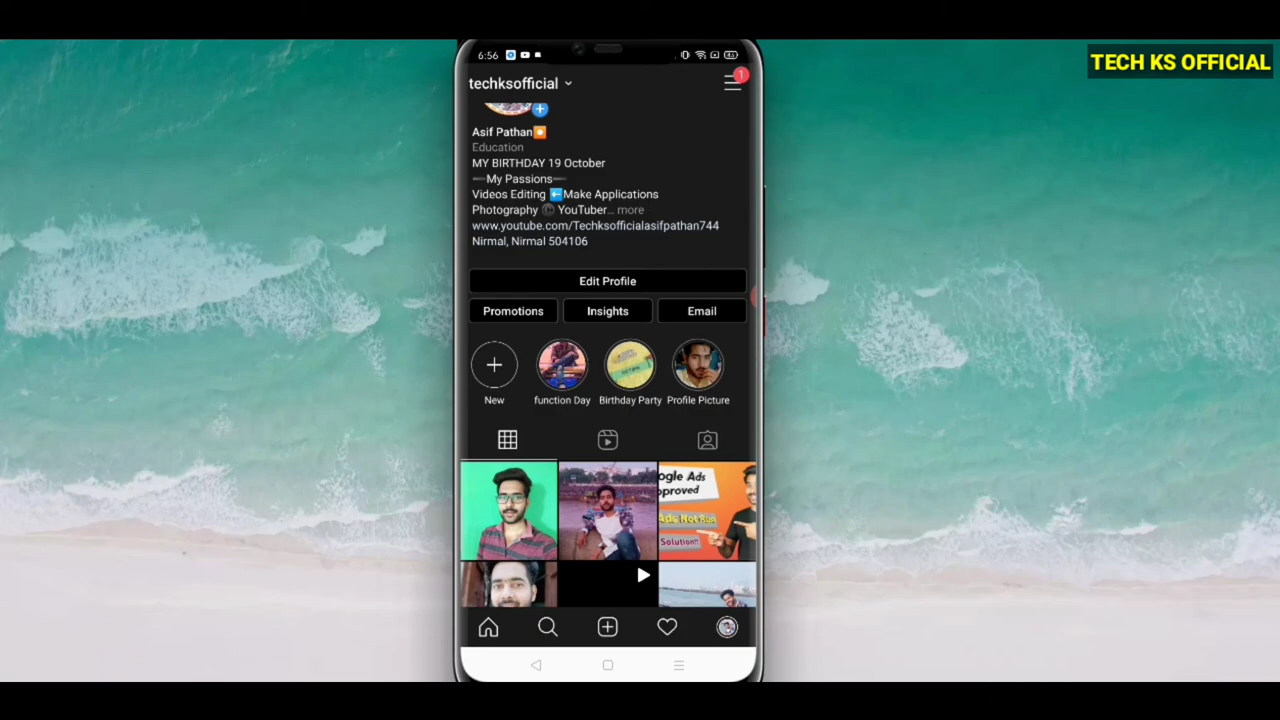 TECH KS OFFICIAL
6:56
techksofficial
1
Asif Pathan
Education
MY BIRTHDAY 19 October
My Passions
Videos Editing Make Applications
Photography YouTuber... more
www.youtube.com/Techksofficialasifpathan744
Nirmal, Nirmal 504106
Edit Profile
Promotions Insights Email
New function Day Birthday Party Profile Picture
ogle Ads
pproved
Ads Not Run
Solution!!